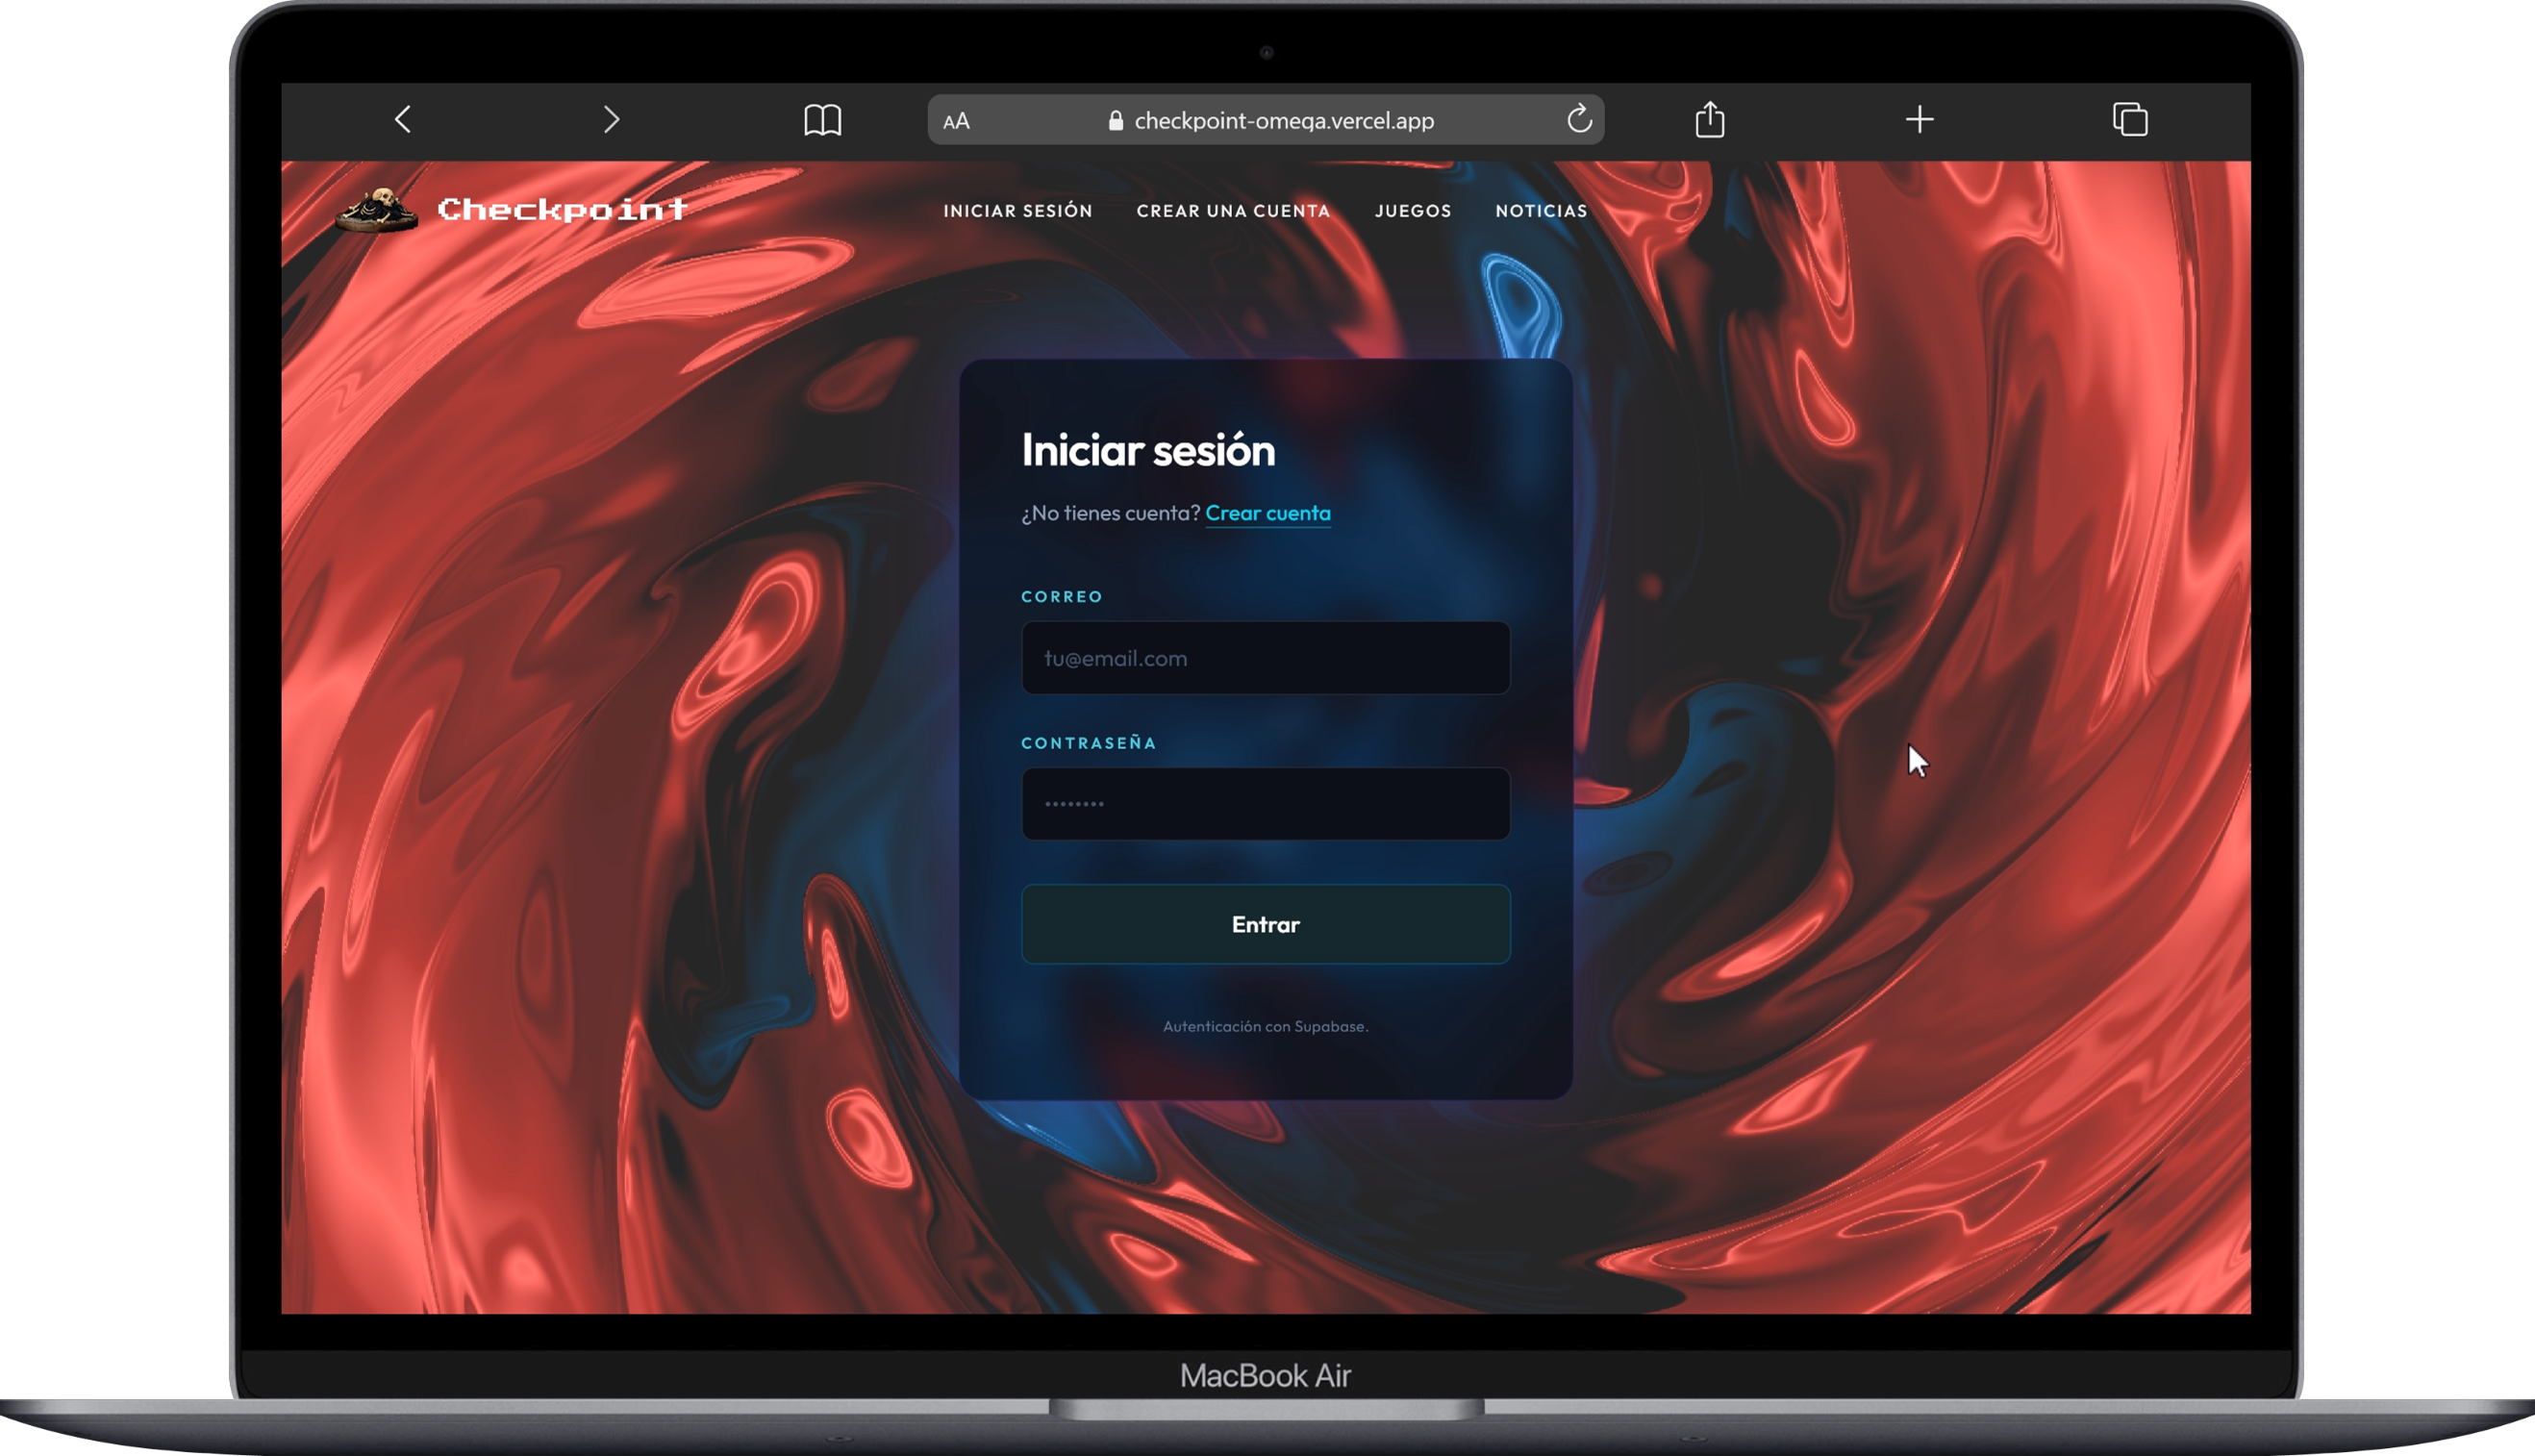 AA checkpoint-omega.vercel.app
Checkpoint INICIAR SESIÓN CREAR UNA CUENTA JUEGOS NOTICIAS
Iniciar sesión
¿No tienes cuenta? Crear cuenta
CORREO
tu@email.com
CONTRASEÑA
••••••••
Entrar
Autenticación con Supabase.
MacBook Air